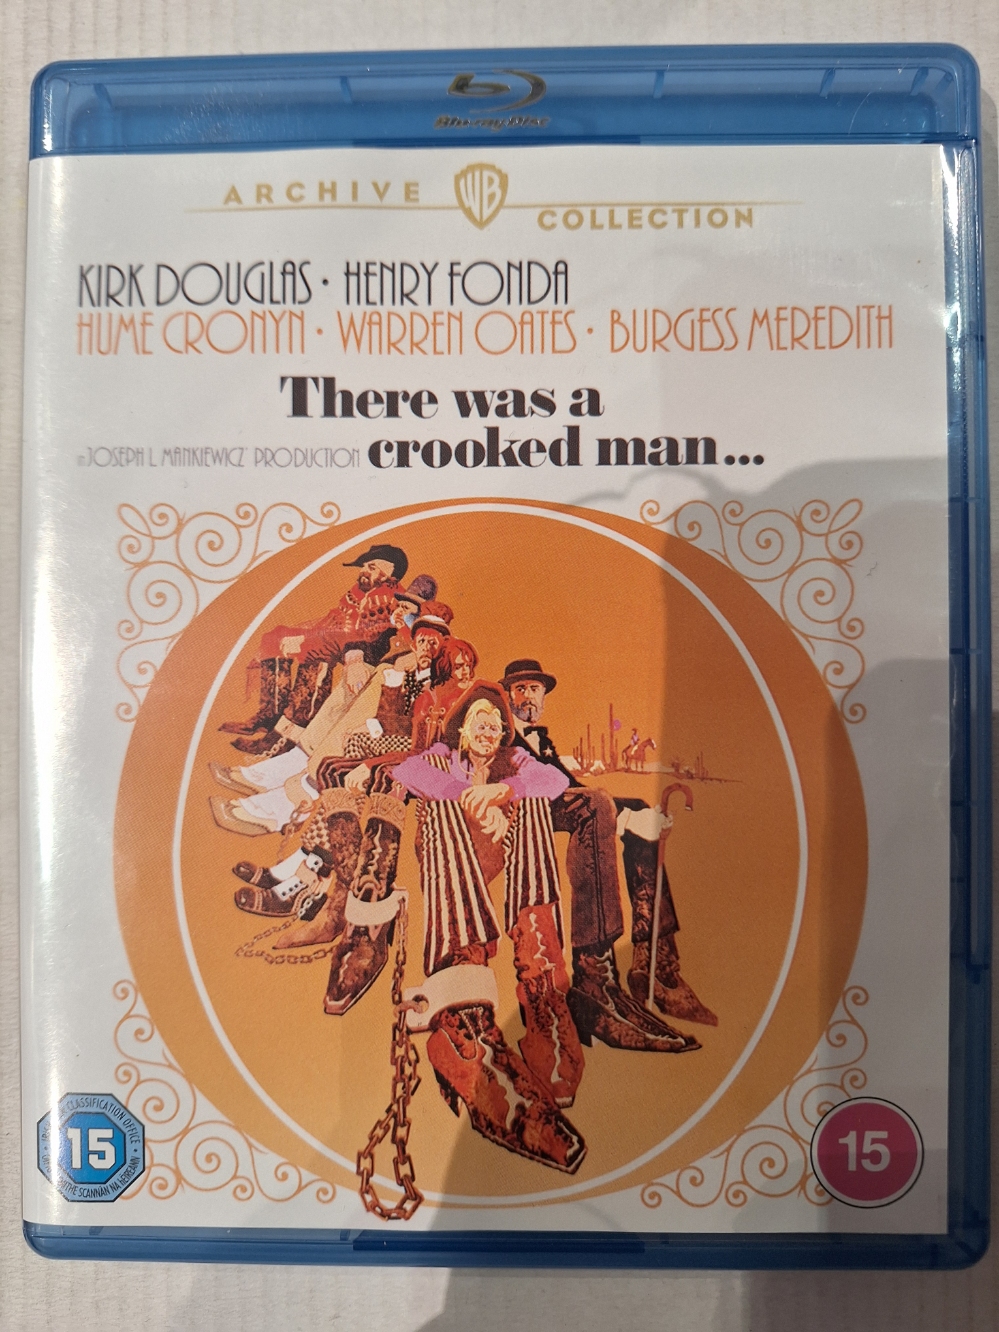 Blu-ray Disc
ARCHIVE WB COLLECTION
KIRK DOUGLAS · HENRY FONDA
HUME CRONYN · WARREN OATES · BURGESS MEREDITH
There was a
A JOSEPH L. MANKIEWICZ PRODUCTION crooked man...
15
15